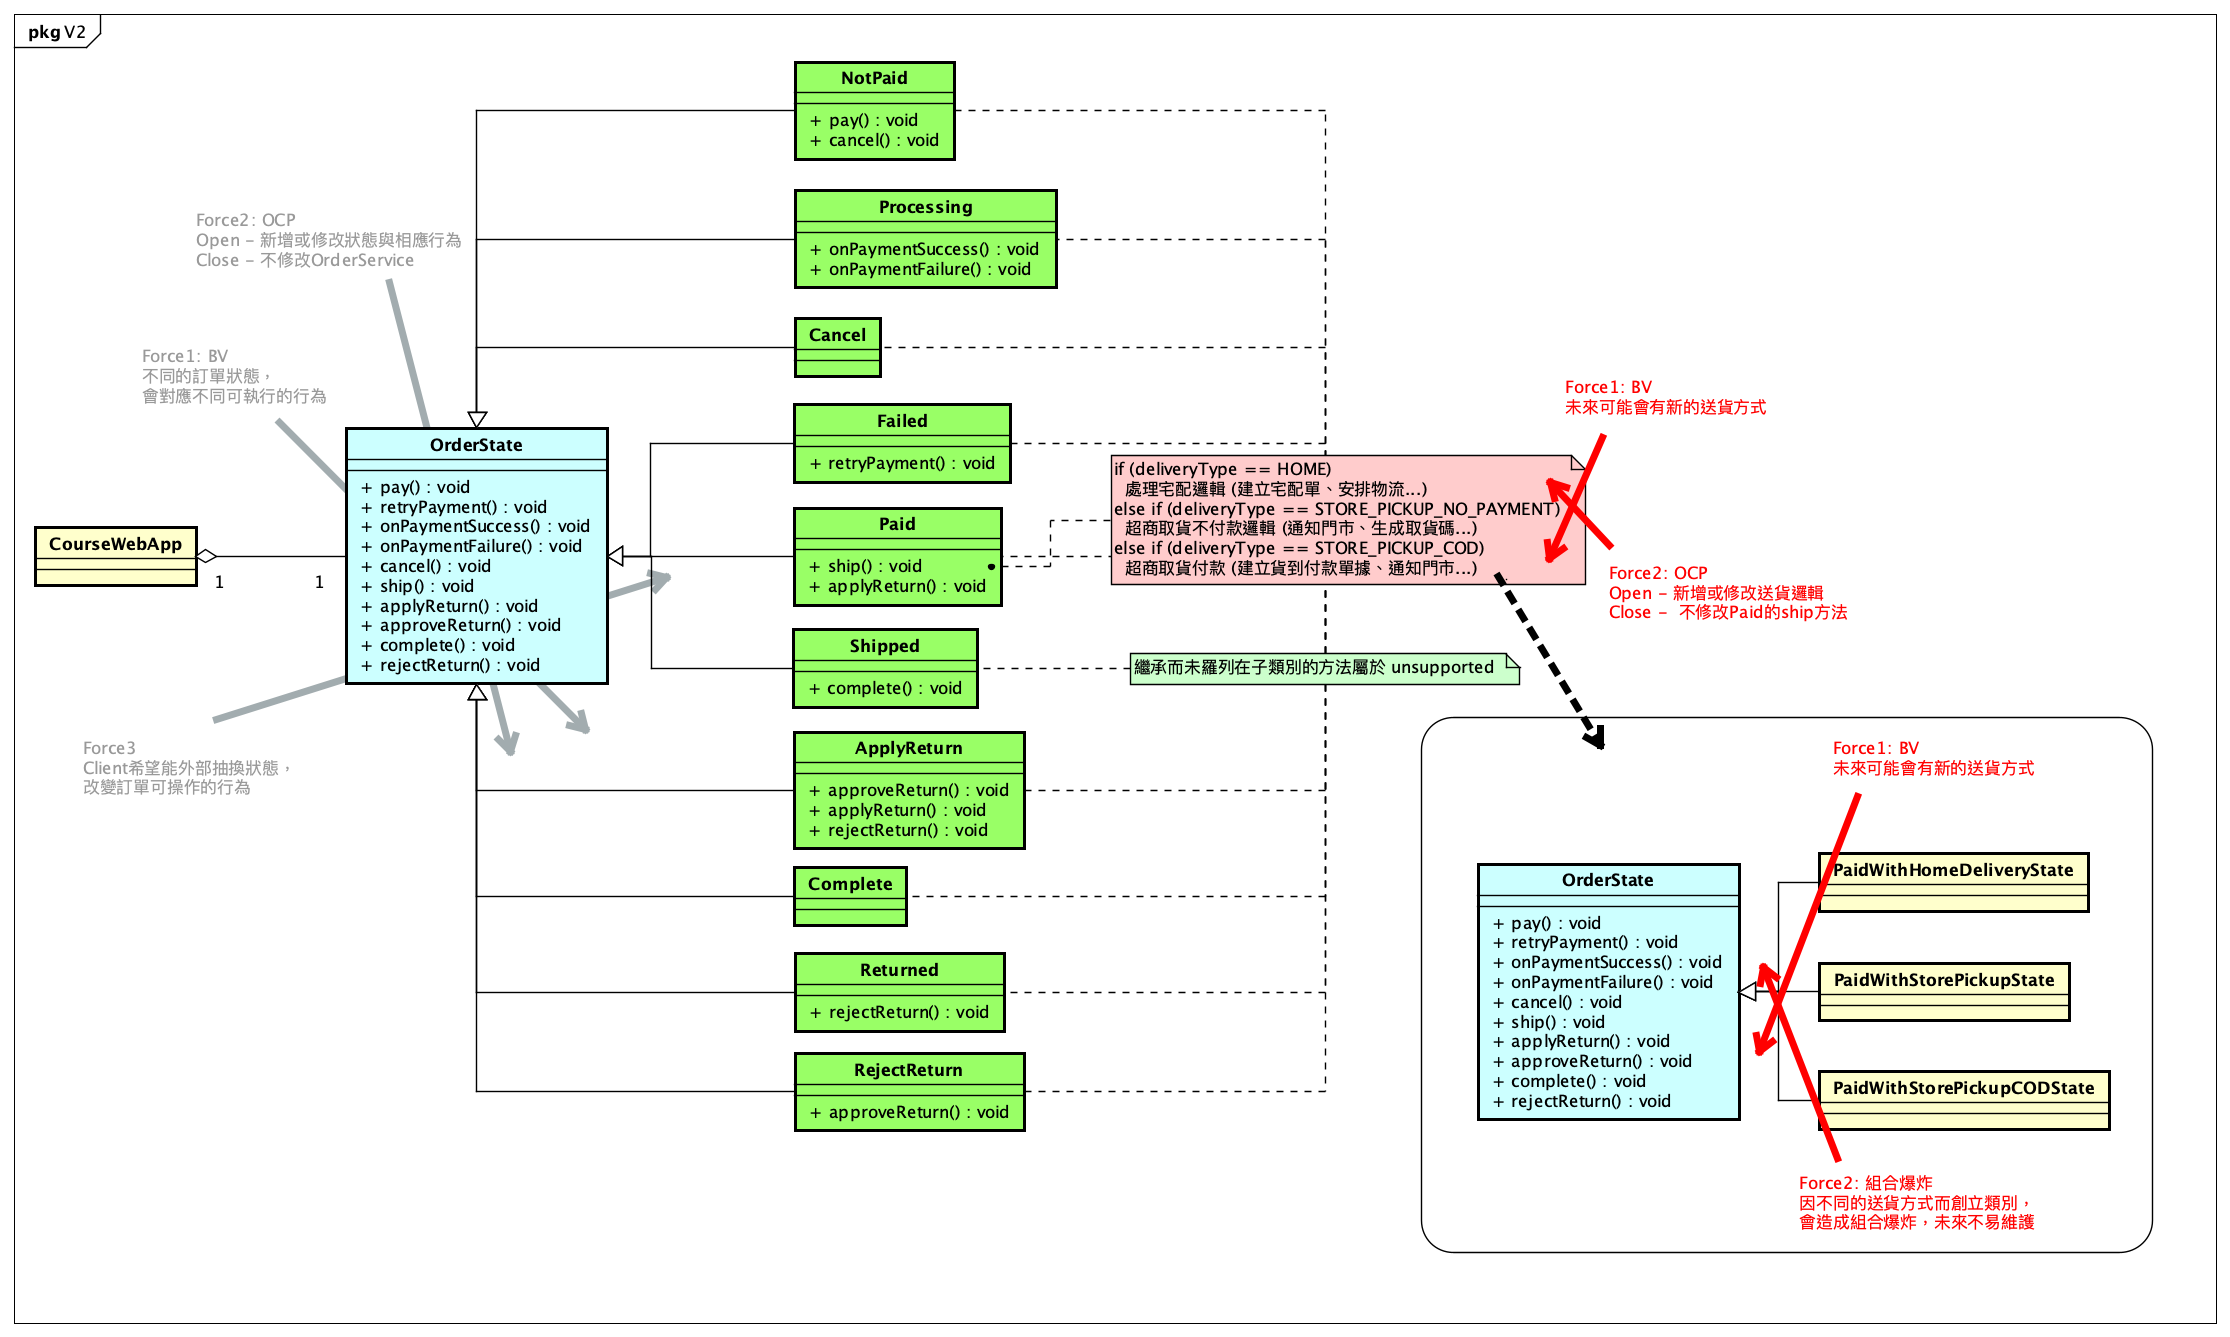 pkg V2
NotPaid
+ pay() : void
+ cancel() : void
Processing
+ onPaymentSuccess() : void
+ onPaymentFailure() : void
Force2: OCP
Open – 新增或修改狀態與相應行為
Close – 不修改OrderService
Cancel
Force1: BV
不同的訂單狀態，
會對應不同可執行的行為
Force1: BV
未來可能會有新的送貨方式
Failed
+ retryPayment() : void
OrderState
+ pay() : void
+ retryPayment() : void
+ onPaymentSuccess() : void
+ onPaymentFailure() : void
+ cancel() : void
+ ship() : void
+ applyReturn() : void
+ approveReturn() : void
+ complete() : void
+ rejectReturn() : void
CourseWebApp
1
1
if (deliveryType == HOME)
處理宅配邏輯 (建立宅配單、安排物流...)
else if (deliveryType == STORE_PICKUP_NO_PAYMENT)
超商取貨不付款邏輯 (通知門市、生成取貨碼...)
else if (deliveryType == STORE_PICKUP_COD)
超商取貨付款 (建立貨到付款單據、通知門市...)
Paid
+ ship() : void
+ applyReturn() : void
Force2: OCP
Open – 新增或修改送貨邏輯
Close – 不修改Paid的ship方法
Shipped
+ complete() : void
繼承而未羅列在子類別的方法屬於 unsupported
Force3
Client希望能外部抽換狀態，
改變訂單可操作的行為
ApplyReturn
+ approveReturn() : void
+ applyReturn() : void
+ rejectReturn() : void
Complete
Returned
+ rejectReturn() : void
RejectReturn
+ approveReturn() : void
Force1: BV
未來可能會有新的送貨方式
OrderState
+ pay() : void
+ retryPayment() : void
+ onPaymentSuccess() : void
+ onPaymentFailure() : void
+ cancel() : void
+ ship() : void
+ applyReturn() : void
+ approveReturn() : void
+ complete() : void
+ rejectReturn() : void
PaidWithHomeDeliveryState
PaidWithStorePickupState
PaidWithStorePickupCODState
Force2: 組合爆炸
因不同的送貨方式而創立類別，
會造成組合爆炸，未來不易維護